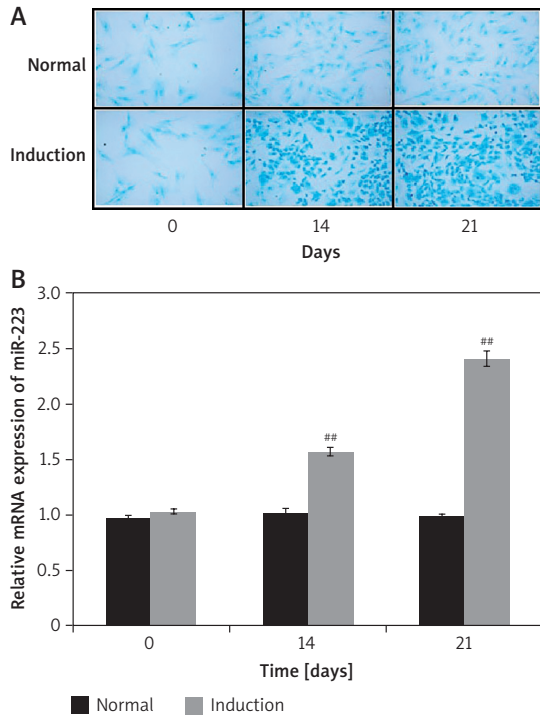 A
Normal
Induction
0 14 21
Days
B
Relative mRNA expression of miR-223
3.0
2.5
2.0
1.5
1.0
0.5
0
##
##
0 14 21
Time [days]
Normal Induction